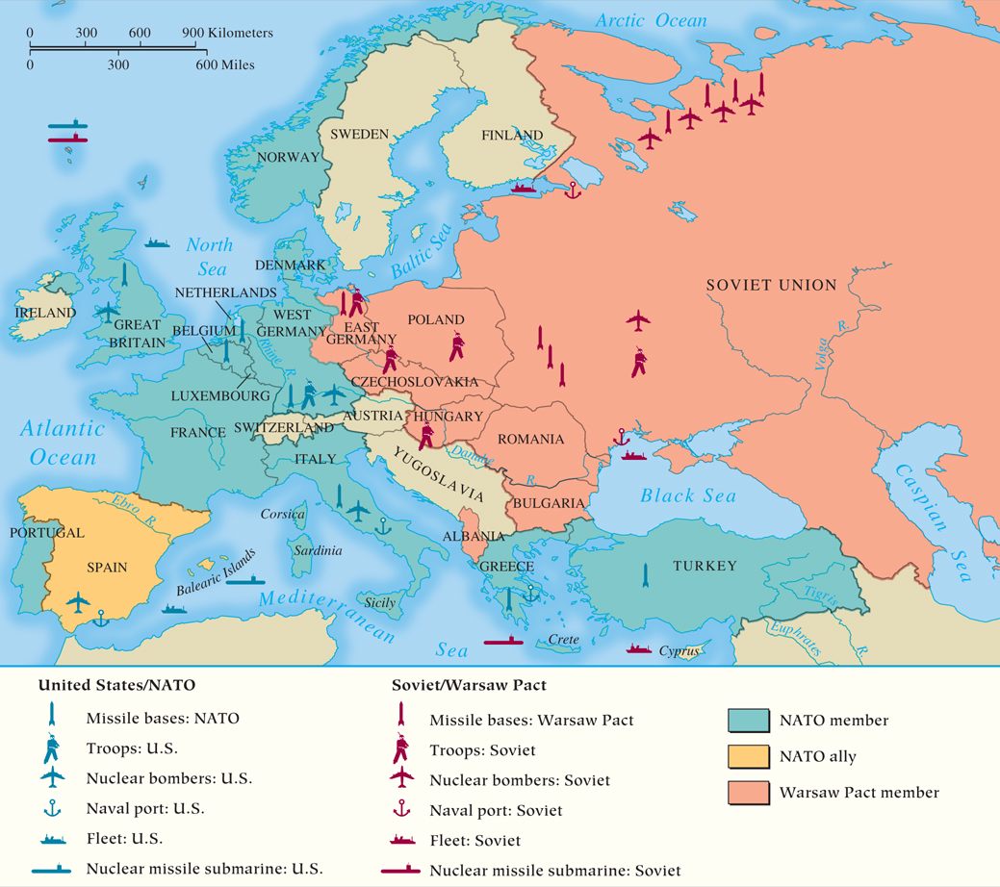 Arctic Ocean
0 300 600 900 Kilometers
0 300 600 Miles
SWEDEN
FINLAND
NORWAY
North
Sea
Baltic Sea
DENMARK
SOVIET UNION
NETHERLANDS
IRELAND
GREAT
BRITAIN
BELGIUM
WEST
GERMANY
EAST
GERMANY
POLAND
Volga R.
Rhine R.
LUXEMBOURG
CZECHOSLOVAKIA
Atlantic
Ocean
FRANCE
SWITZERLAND
AUSTRIA
HUNGARY
ROMANIA
ITALY
YUGOSLAVIA
Danube R.
Caspian Sea
Black Sea
BULGARIA
Ebro R.
Corsica
PORTUGAL
ALBANIA
SPAIN
Sardinia
GREECE
TURKEY
Balearic Islands
Tigris
Mediterranean
Sea
Sicily
Crete
Cyprus
Euphrates R.
United States/NATO
Missile bases: NATO
Troops: U.S.
Nuclear bombers: U.S.
Naval port: U.S.
Fleet: U.S.
Nuclear missile submarine: U.S.
Soviet/Warsaw Pact
Missile bases: Warsaw Pact
Troops: Soviet
Nuclear bombers: Soviet
Naval port: Soviet
Fleet: Soviet
Nuclear missile submarine: Soviet
NATO member
NATO ally
Warsaw Pact member